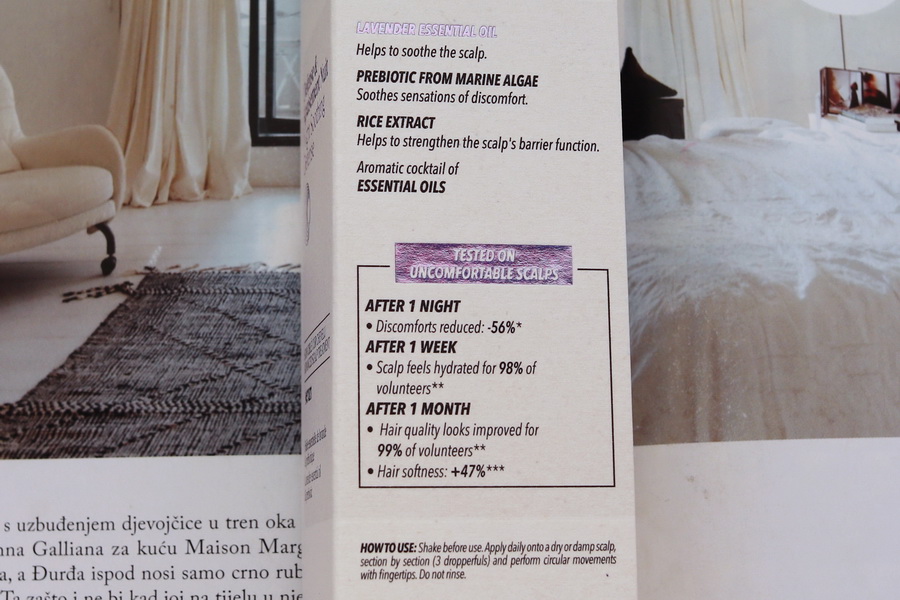 LAVENDER ESSENTIAL OIL
Helps to soothe the scalp.
PREBIOTIC FROM MARINE ALGAE
Soothes sensations of discomfort.
RICE EXTRACT
Helps to strengthen the scalp's barrier function.
Aromatic cocktail of
ESSENTIAL OILS
TESTED ON
UNCOMFORTABLE SCALPS
AFTER 1 NIGHT
• Discomforts reduced: -56%*
AFTER 1 WEEK
• Scalp feels hydrated for 98% of
volunteers**
AFTER 1 MONTH
• Hair quality looks improved for
99% of volunteers**
• Hair softness: +47%***
HOW TO USE: Shake before use. Apply daily onto a dry or damp scalp,
section by section (3 dropperfuls) and perform circular movements
with fingertips. Do not rinse.
s uzbuđenjem djevojčice u tren oka
Galliana za kuću Maison
a Đurđa ispod nosi samo crno
Ta zašto i ne bi kad joj na tijelu u